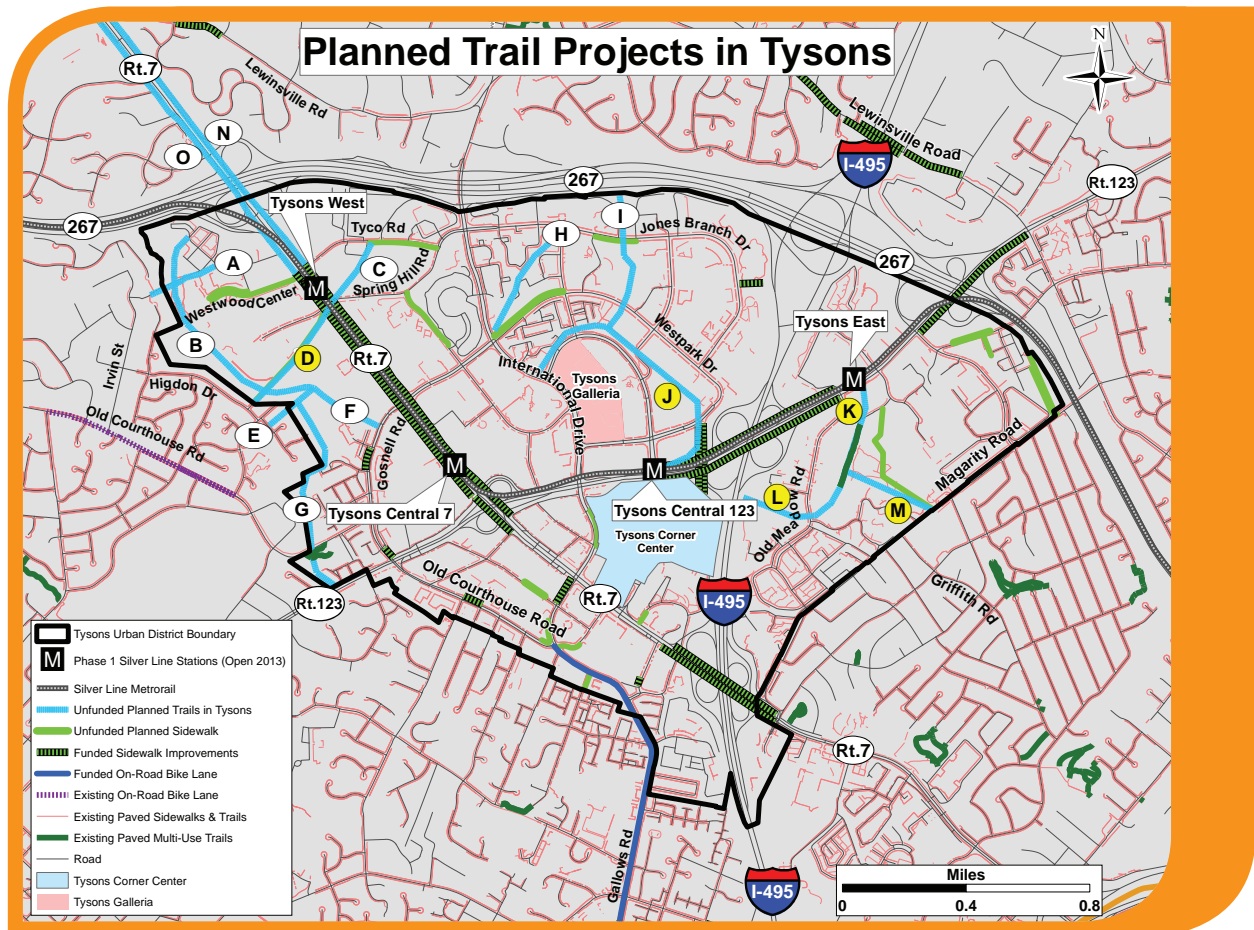 Planned Trail Projects in Tysons
N
Rt.7
Lewinsville Rd
Lewinsville Road
I-495
N
O
267
Rt.123
Tysons West
267
Tyco Rd
I
H
Jones Branch Dr
A
C
Spring Hill Rd
267
Westwood Center
Tysons East
B
Rt.7
Westpark Dr
Irvin St
D
International Drive
Tysons
Galleria
Higdon Dr
J
K
F
Old Courthouse Rd
E
Gosnell Rd
Magarity Road
G
Tysons Central 7
Tysons Central 123
L
Old Meadow Rd
M
Tysons Corner
Center
Old Courthouse Road
Rt.7
I-495
Griffith Rd
Rt.123
Rt.7
Gallows Rd
I-495
M
M
M
M
M
Tysons Urban District Boundary
Phase 1 Silver Line Stations (Open 2013)
Silver Line Metrorail
Unfunded Planned Trails in Tysons
Unfunded Planned Sidewalk
Funded Sidewalk Improvements
Funded On-Road Bike Lane
Existing On-Road Bike Lane
Existing Paved Sidewalks & Trails
Existing Paved Multi-Use Trails
Road
Tysons Corner Center
Tysons Galleria
Miles
0 0.4 0.8